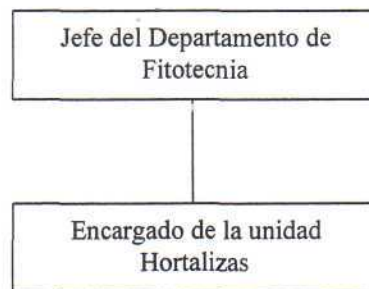 Jefe del Departamento de
Fitotecnia
Encargado de la unidad
Hortalizas